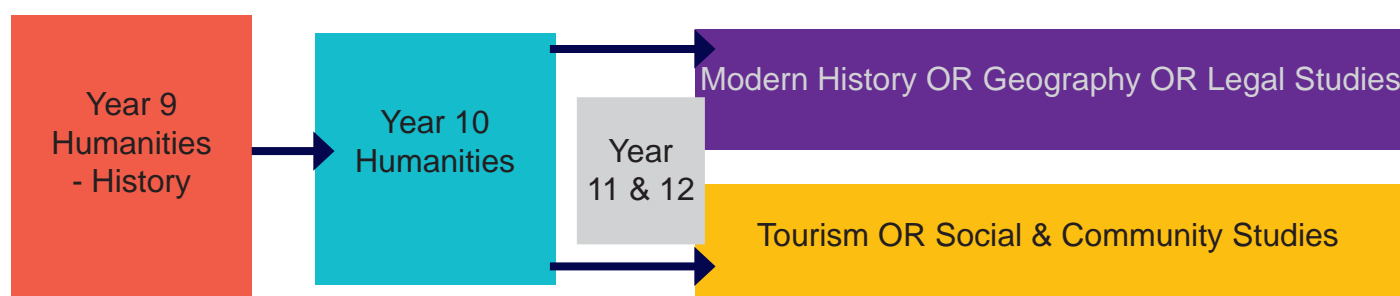 Year 9
Humanities
- History
Year 10
Humanities
Year
11 & 12
Modern History OR Geography OR Legal Studies
Tourism OR Social & Community Studies